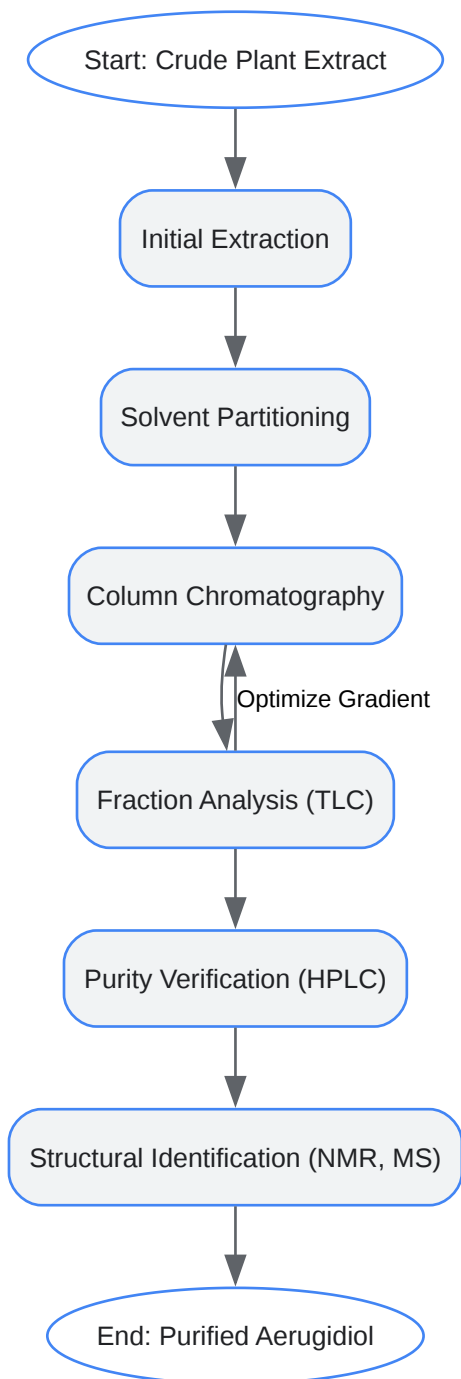 Start: Crude Plant Extract
Initial Extraction
Solvent Partitioning
Column Chromatography
Optimize Gradient
Fraction Analysis (TLC)
Purity Verification (HPLC)
Structural Identification (NMR, MS)
End: Purified Aerugidiol